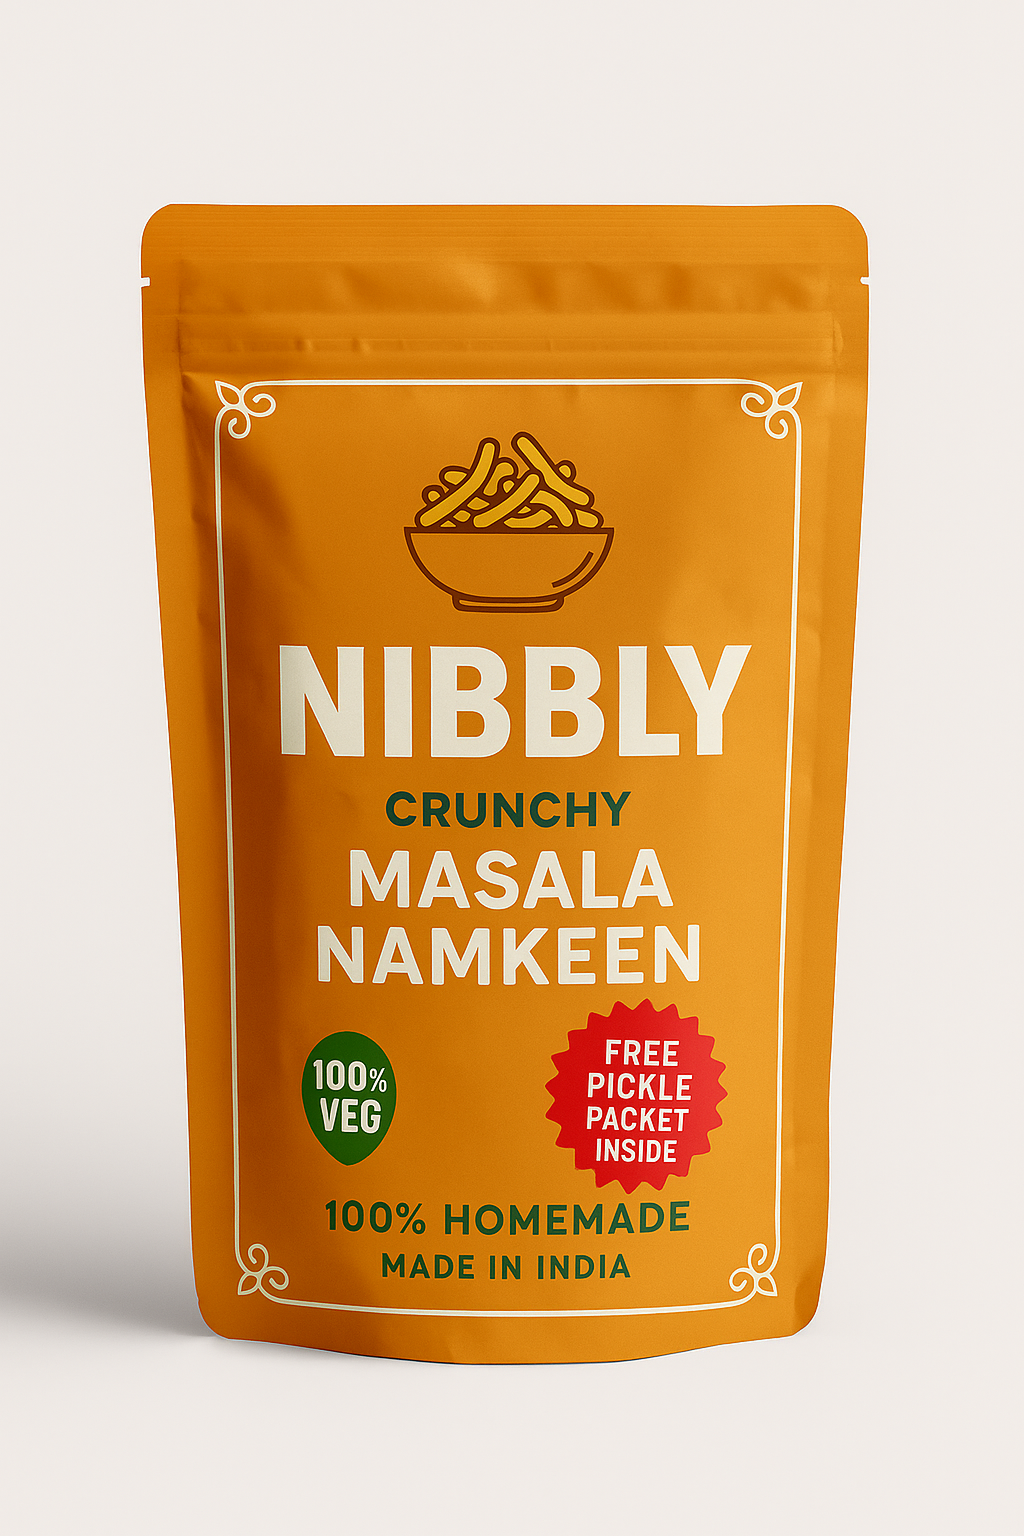 NIBBLY
CRUNCHY
MASALA
NAMKEEN
100%
VEG
FREE
PICKLE
PACKET
INSIDE
100% HOMEMADE
MADE IN INDIA